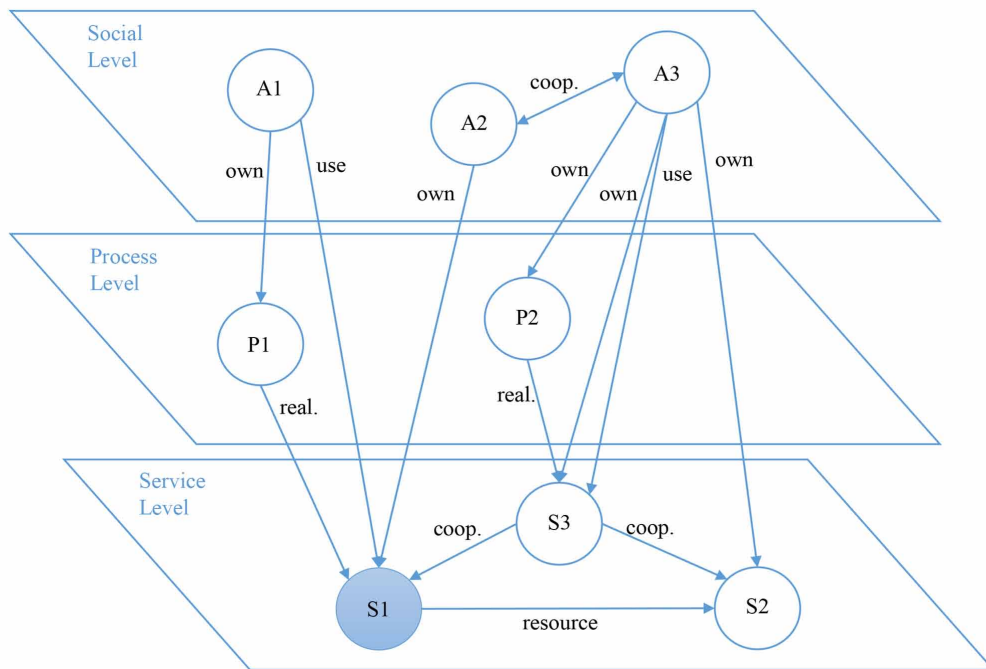 Social
Level
A1
A2
coop.
A3
own
use
own
own
own
use
own
Process
Level
P1
P2
real.
real.
Service
Level
S3
coop.
coop.
S1
resource
S2